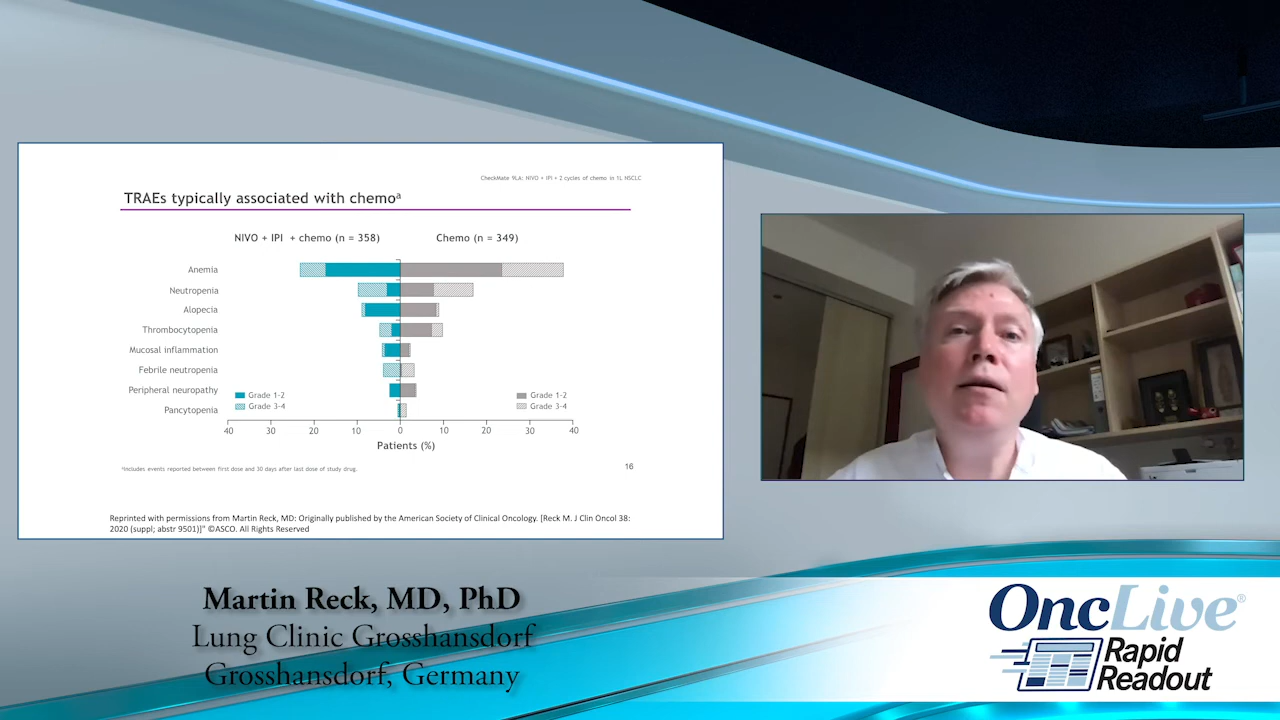 CheckMate 9LA: NIVO + IPI + 2 cycles of chemo in 1L NSCLC
TRAEs typically associated with chemoᵃ
NIVO + IPI + chemo (n = 358)
Chemo (n = 349)
Anemia
Neutropenia
Alopecia
Thrombocytopenia
Mucosal inflammation
Febrile neutropenia
Peripheral neuropathy
Pancytopenia
Grade 1-2
Grade 3-4
Grade 1-2
Grade 3-4
40 30 20 10 0 10 20 30 40
Patients (%)
ᵃIncludes events reported between first dose and 30 days after last dose of study drug.
16
Reprinted with permissions from Martin Reck, MD: Originally published by the American Society of Clinical Oncology. [Reck M. J Clin Oncol 38:
2020 (suppl; abstr 9501)]" ©ASCO. All Rights Reserved
Martin Reck, MD, PhD
Lung Clinic Grosshansdorf
Grosshansdorf, Germany
OncLive®
Rapid
Readout